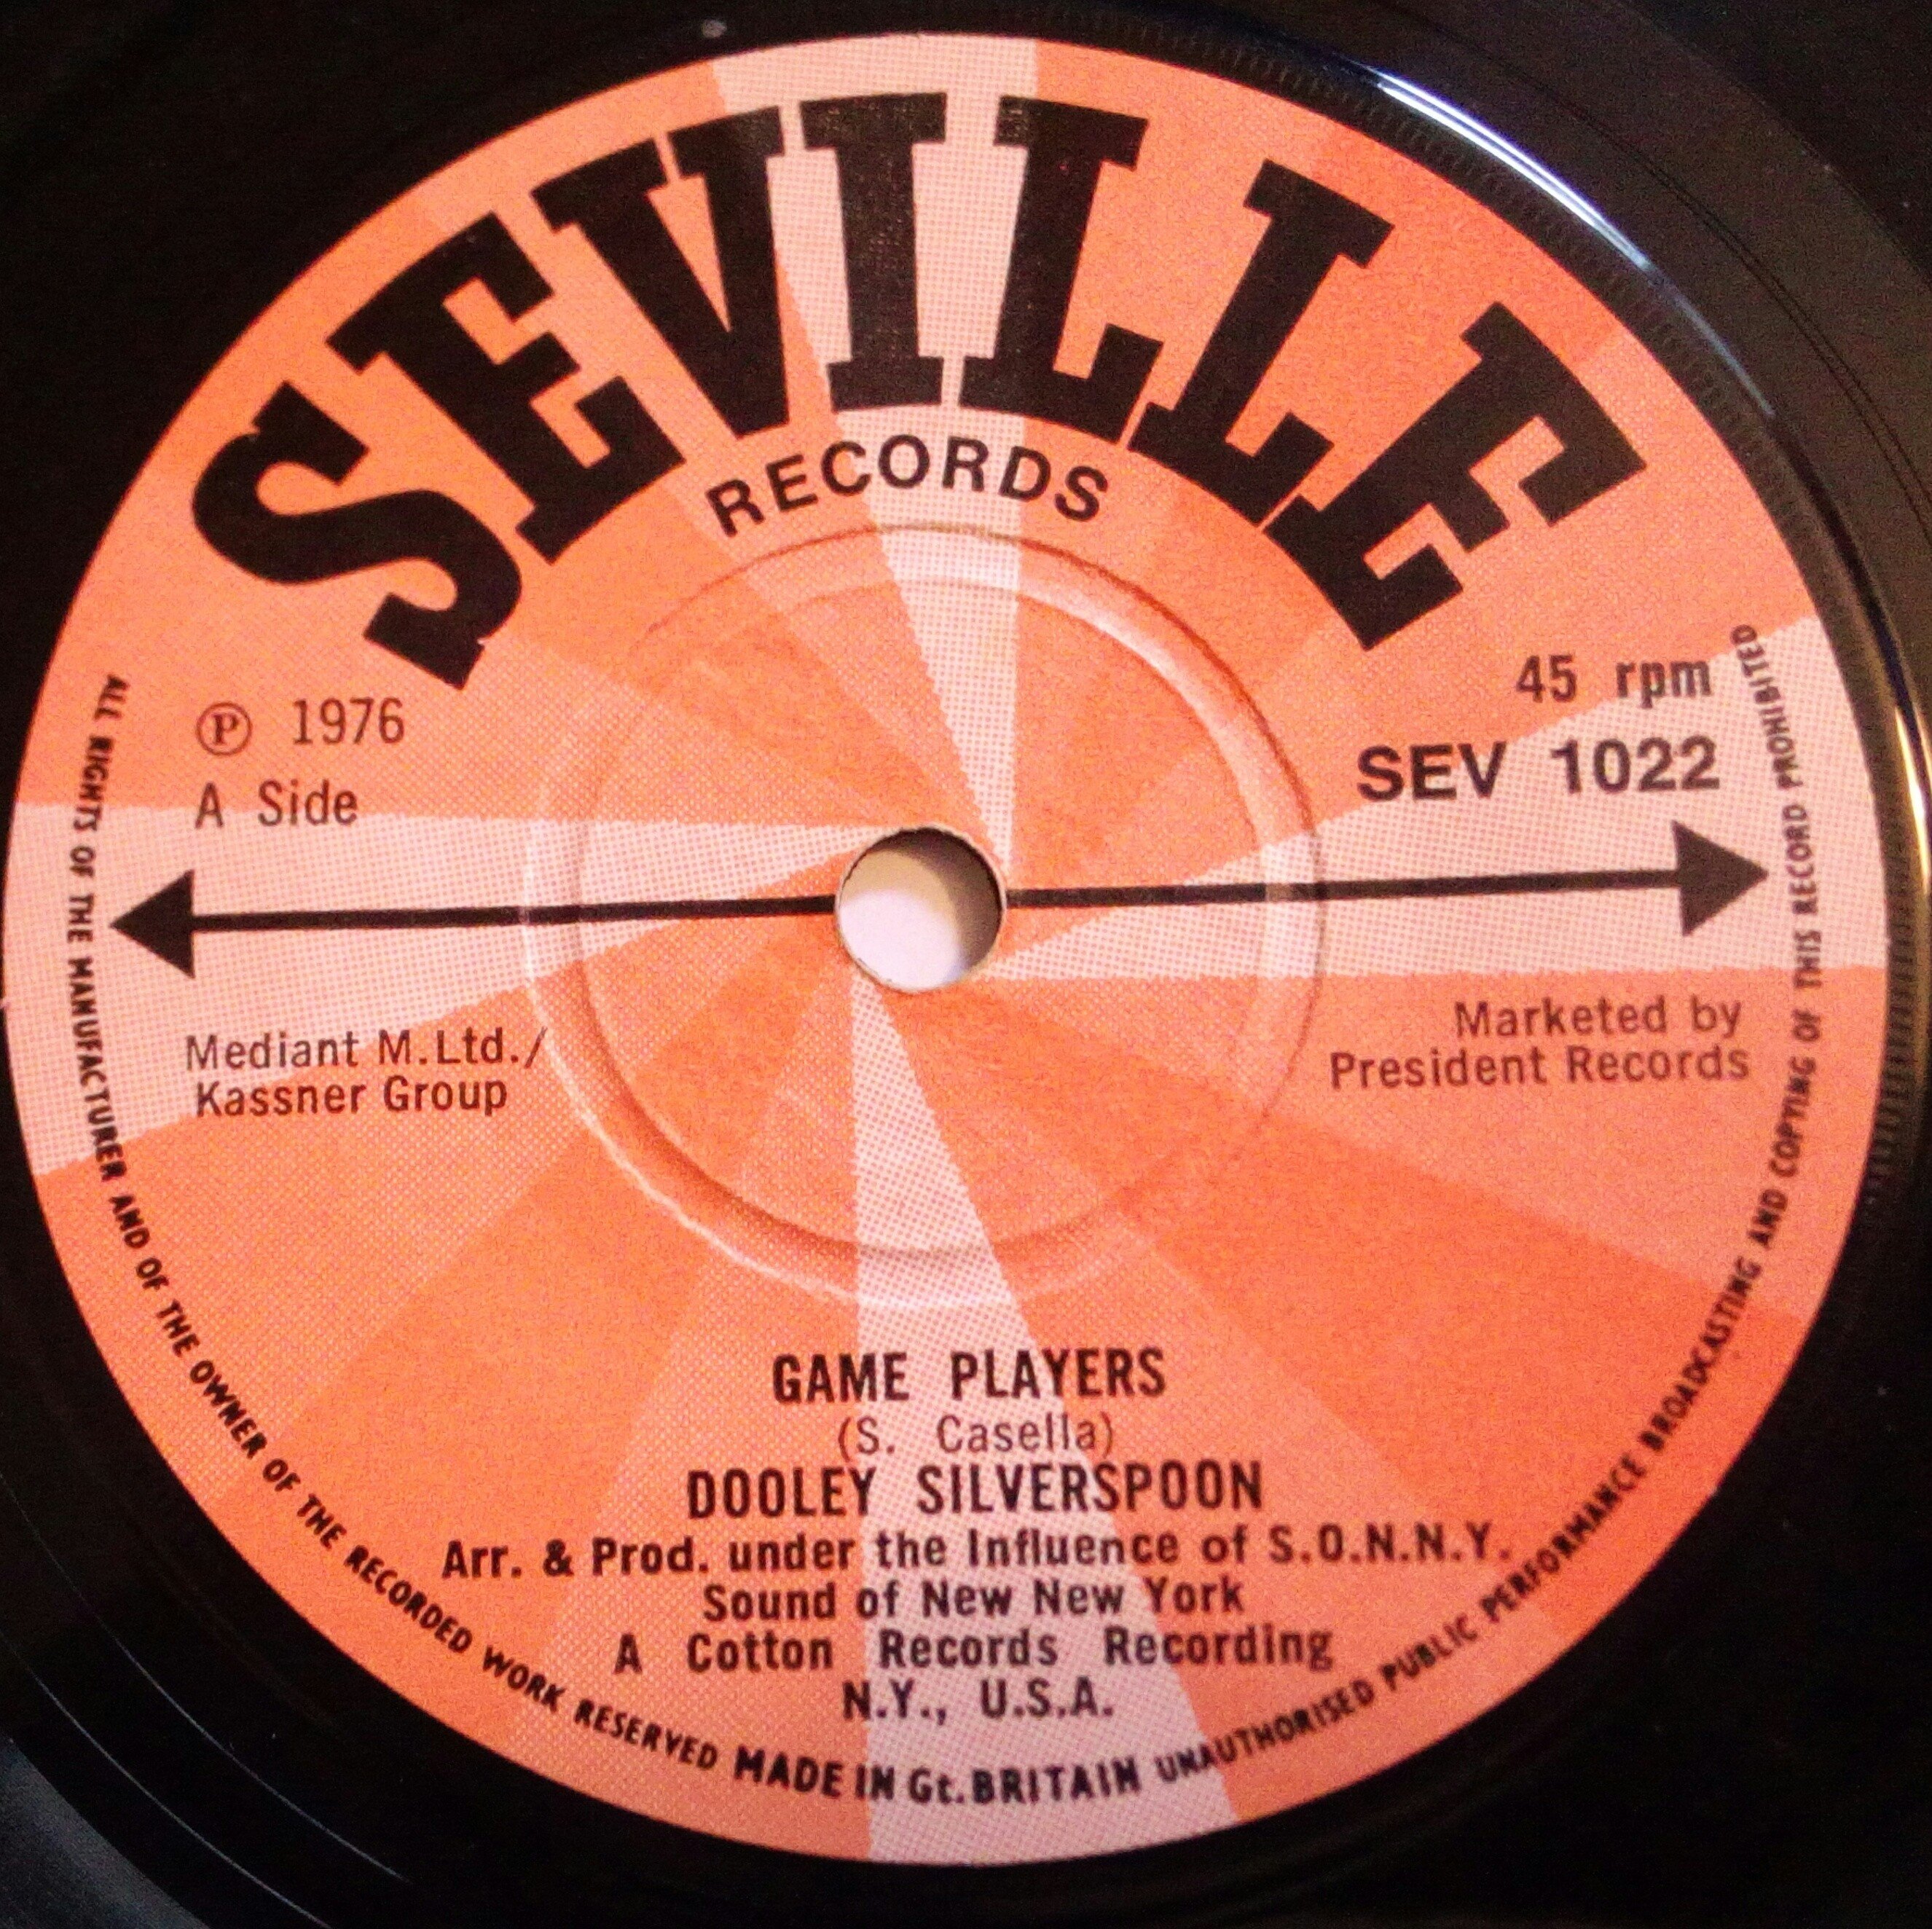 SEVILLE
RECORDS
℗ 1976
A Side
45 rpm
SEV 1022
Mediant M.Ltd./
Kassner Group
Marketed by
President Records
GAME PLAYERS
(S. Casella)
DOOLEY SILVERSPOON
Arr. & Prod. under the Influence of S.O.N.N.Y.
Sound of New New York
A Cotton Records Recording
N.Y., U.S.A.
ALL RIGHTS OF THE MANUFACTURER AND OF THE OWNER OF THE RECORDED WORK RESERVED MADE IN Gt. BRITAIN UNAUTHORISED PUBLIC PERFORMANCE BROADCASTING AND COPYING OF THIS RECORD PROHIBITED